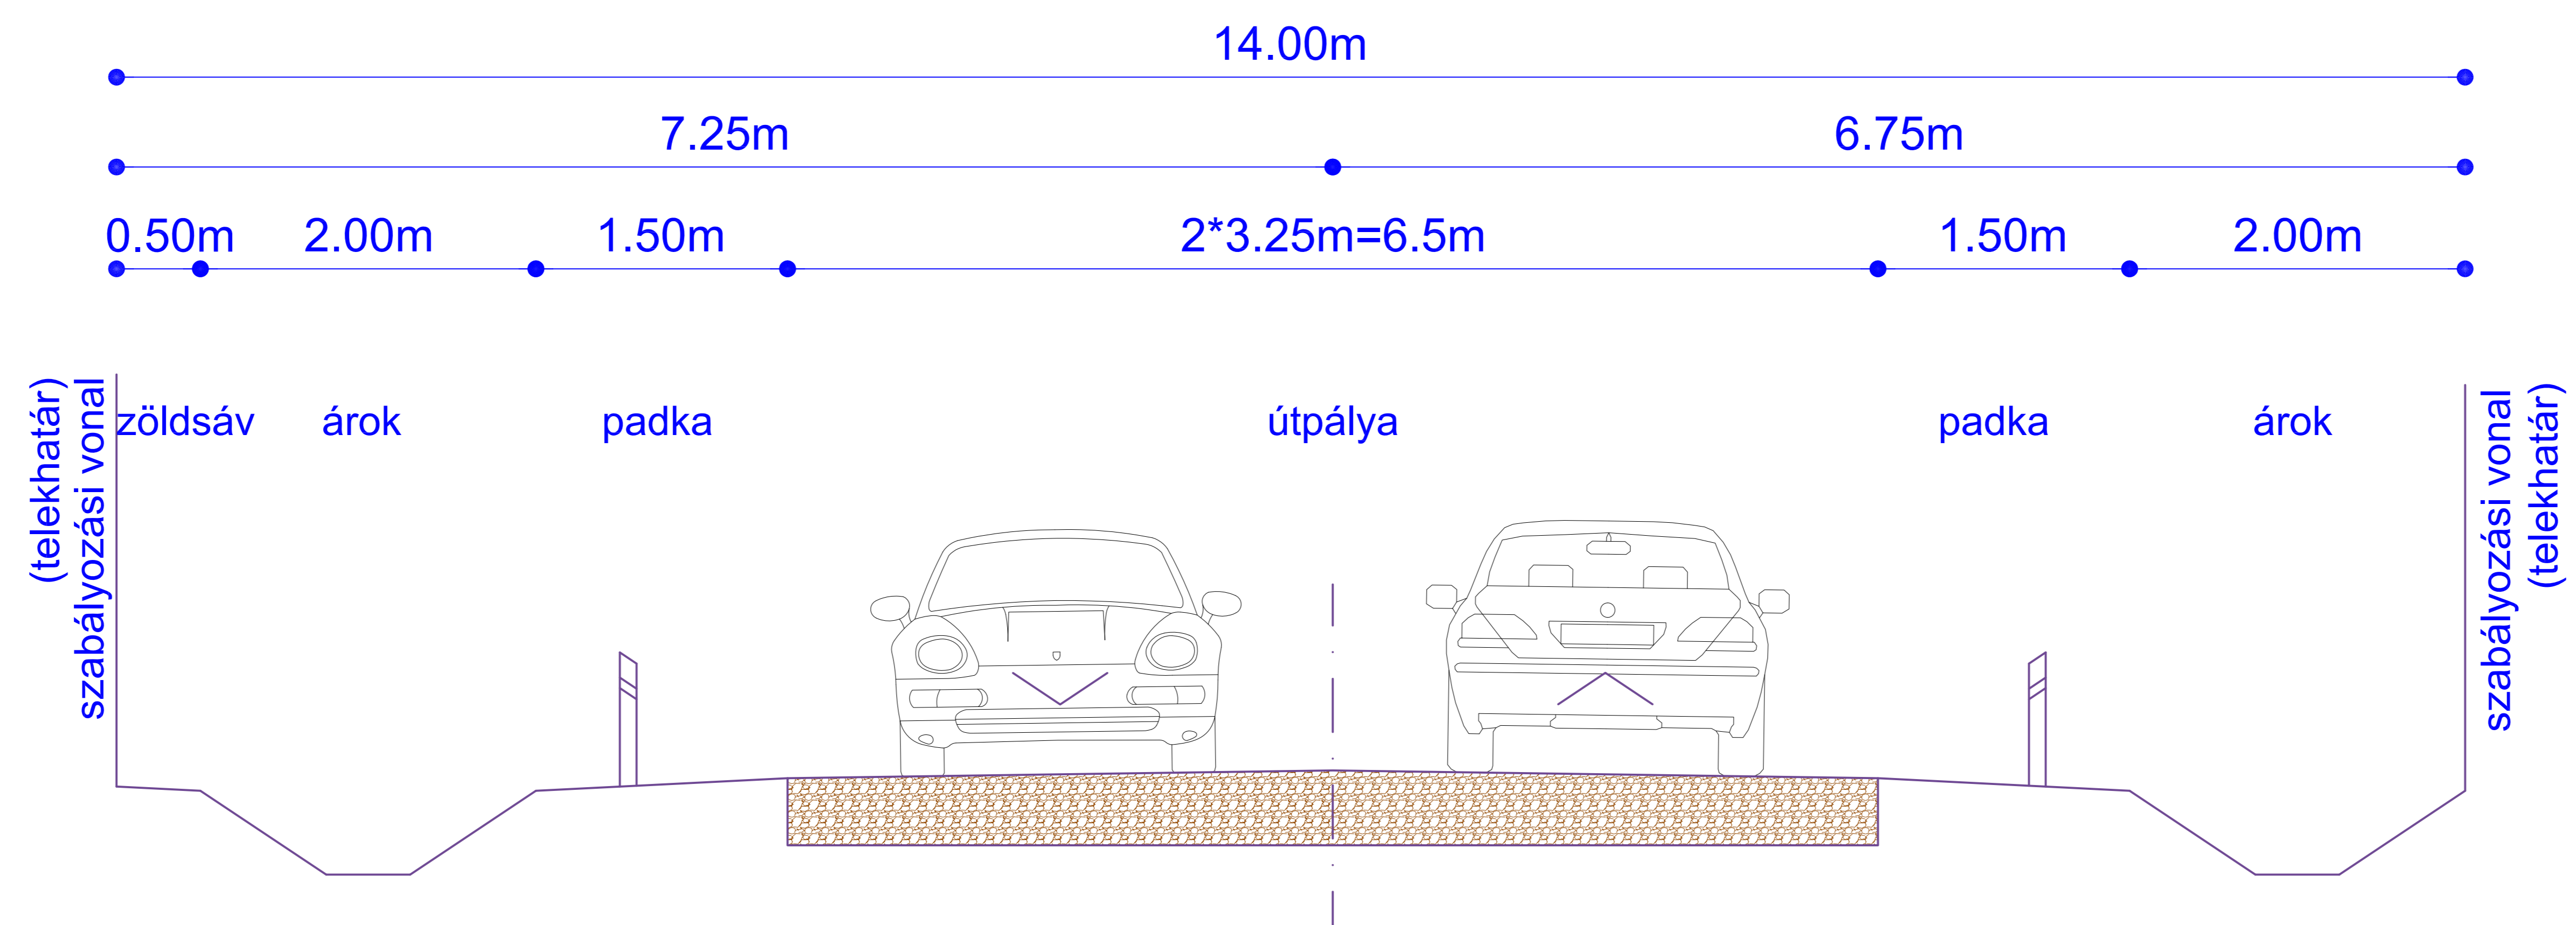 14.00m
7.25m 6.75m
0.50m 2.00m 1.50m 2*3.25m=6.5m 1.50m 2.00m
(telekhatár)
szabályozási vonal
zöldsáv árok padka útpálya padka árok
szabályozási vonal
(telekhatár)